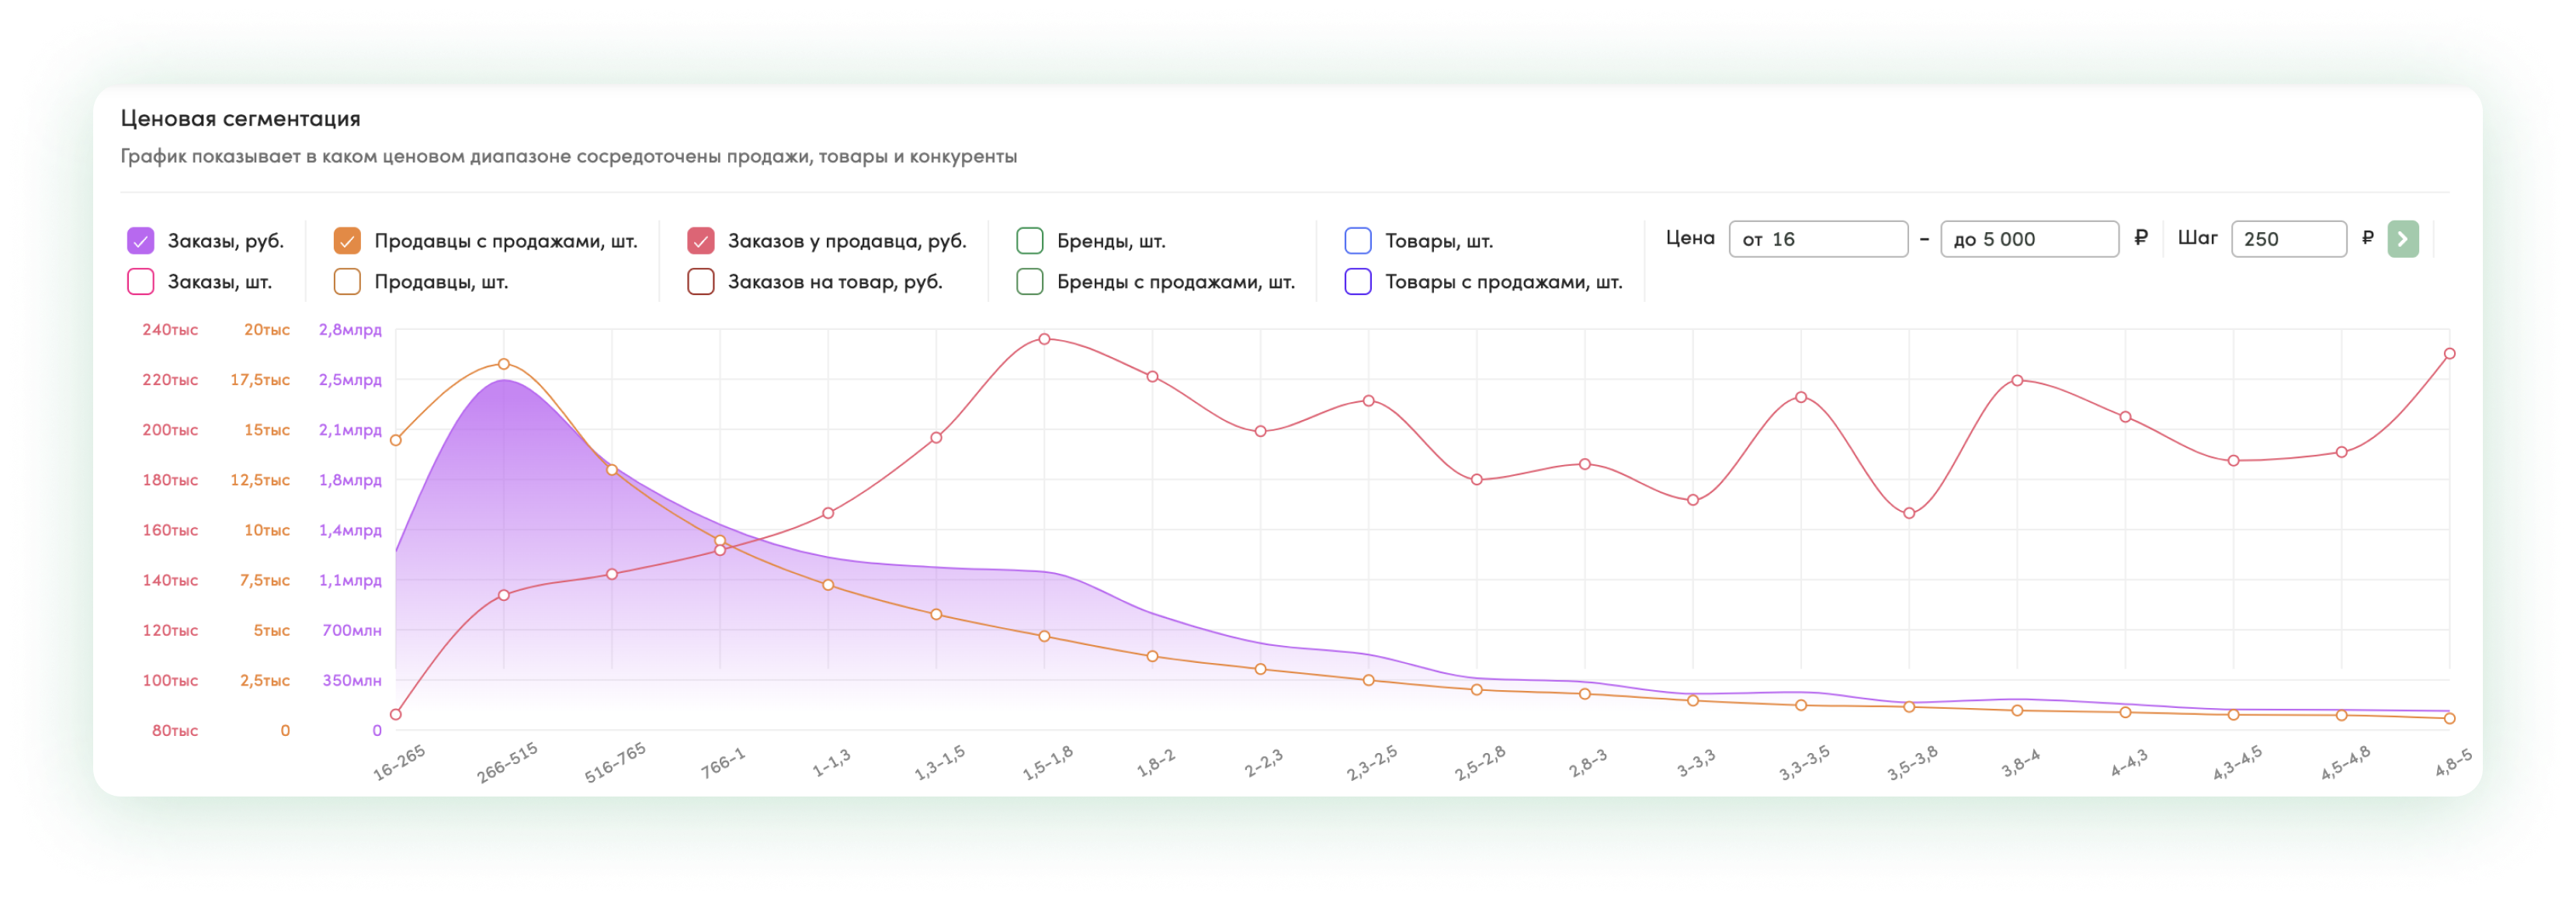 Ценовая сегментация
График показывает в каком ценовом диапазоне сосредоточены продажи, товары и конкуренты
Заказы, руб. Продавцы с продажами, шт. Заказов у продавца, руб. Бренды, шт. Товары, шт. Цена от 16 – до 5 000 ₽ Шаг 250 ₽
Заказы, шт. Продавцы, шт. Заказов на товар, руб. Бренды с продажами, шт. Товары с продажами, шт.
240тыс 20тыс 2,8млрд
220тыс 17,5тыс 2,5млрд
200тыс 15тыс 2,1млрд
180тыс 12,5тыс 1,8млрд
160тыс 10тыс 1,4млрд
140тыс 7,5тыс 1,1млрд
120тыс 5тыс 700млн
100тыс 2,5тыс 350млн
80тыс 0 0
16–265 266–515 516–765 766–1 1–1,3 1,3–1,5 1,5–1,8 1,8–2 2–2,3 2,3–2,5 2,5–2,8 2,8–3 3–3,3 3,3–3,5 3,5–3,8 3,8–4 4–4,3 4,3–4,5 4,5–4,8 4,8–5